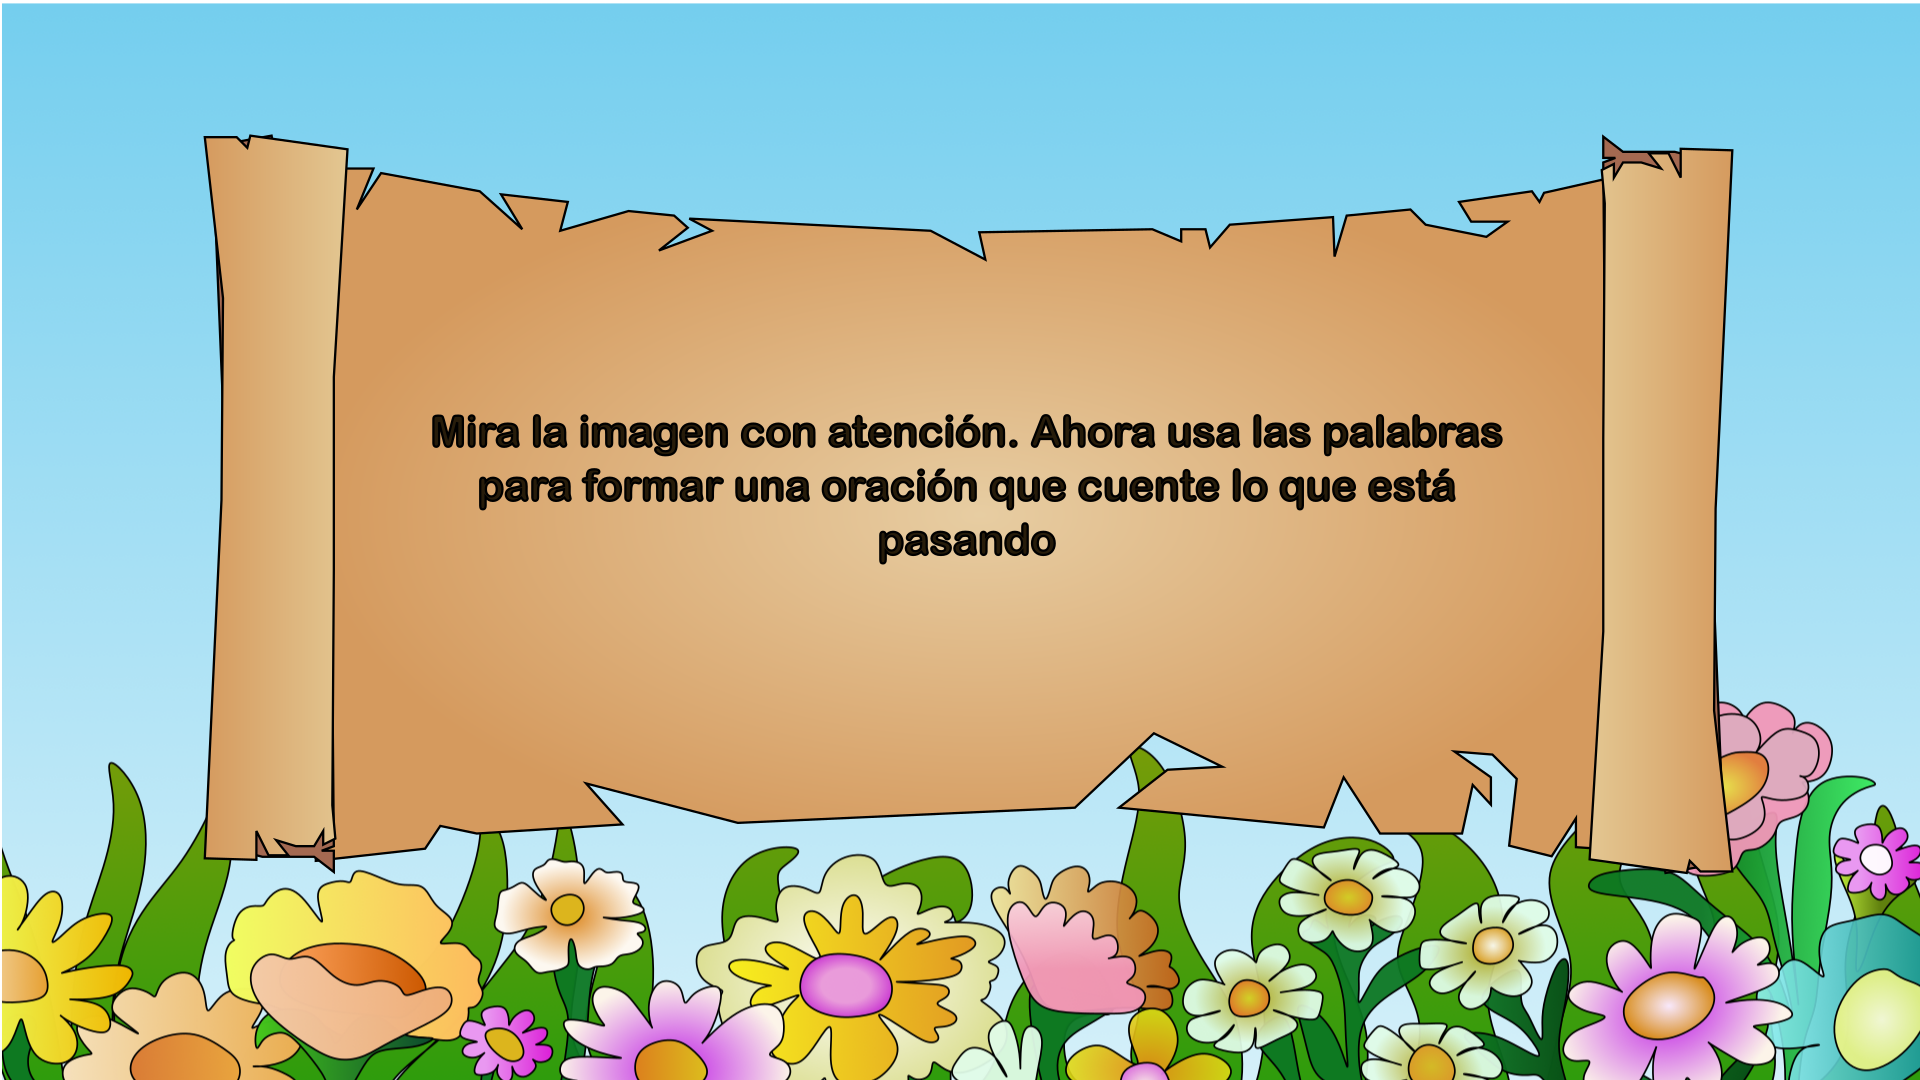 Mira la imagen con atención. Ahora usa las palabras
para formar una oración que cuente lo que está
pasando